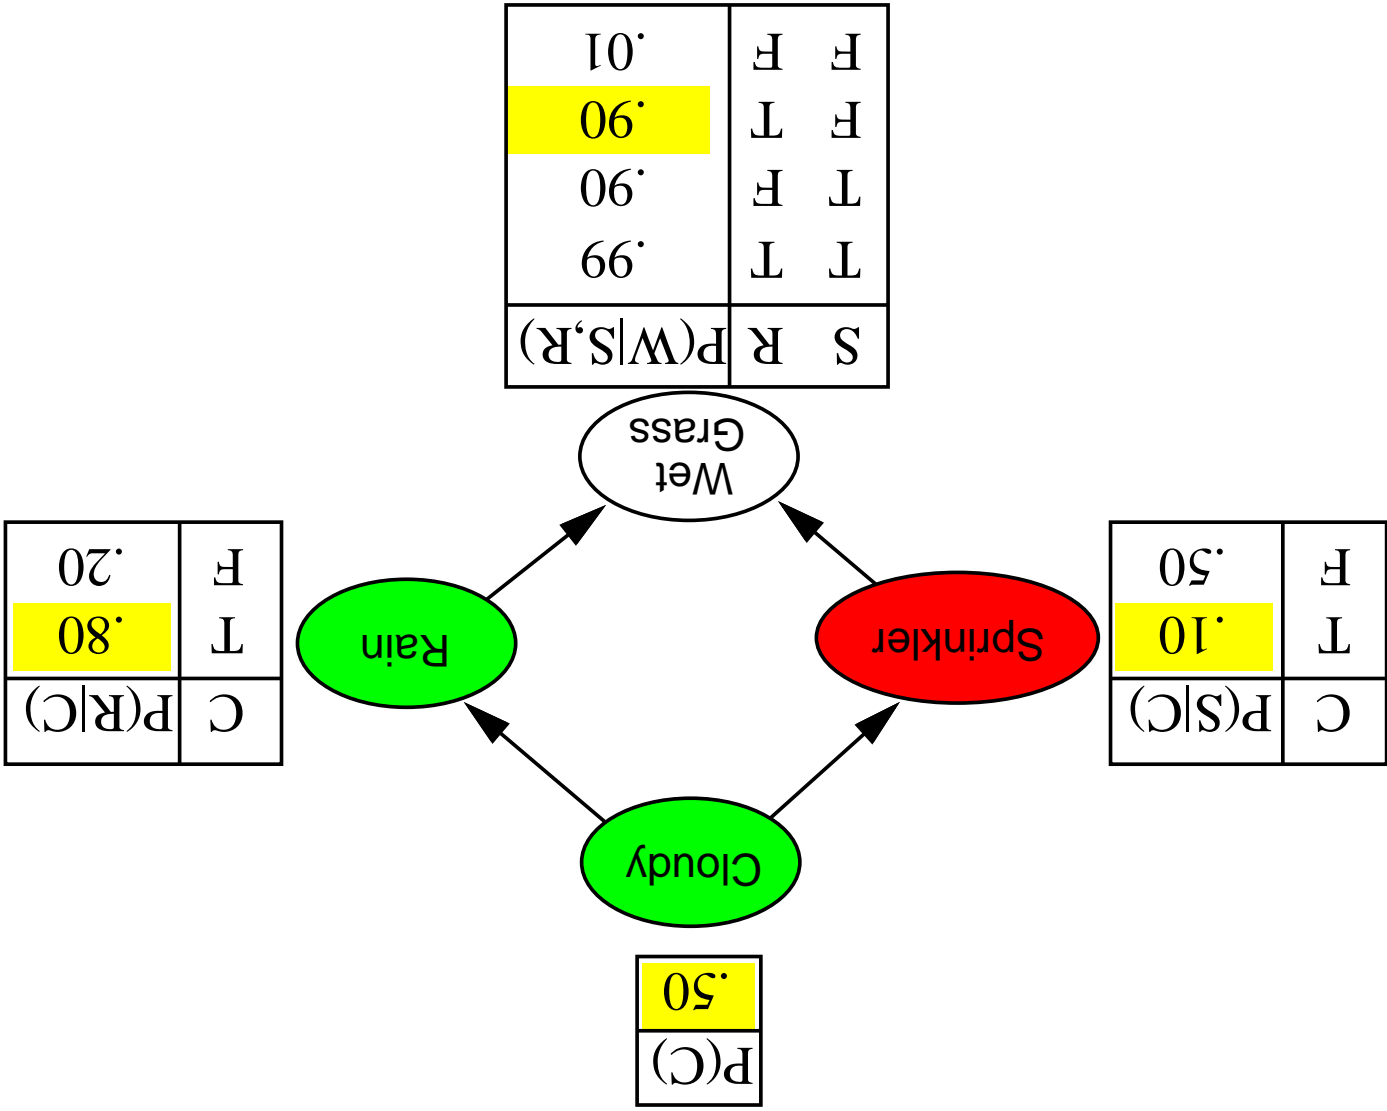 P(C)
.50
Cloudy
C P(S|C)
T .10
F .50
Sprinkler
Rain
C P(R|C)
T .80
F .20
Wet
Grass
S R P(W|S,R)
T T .99
T F .90
F T .90
F F .01